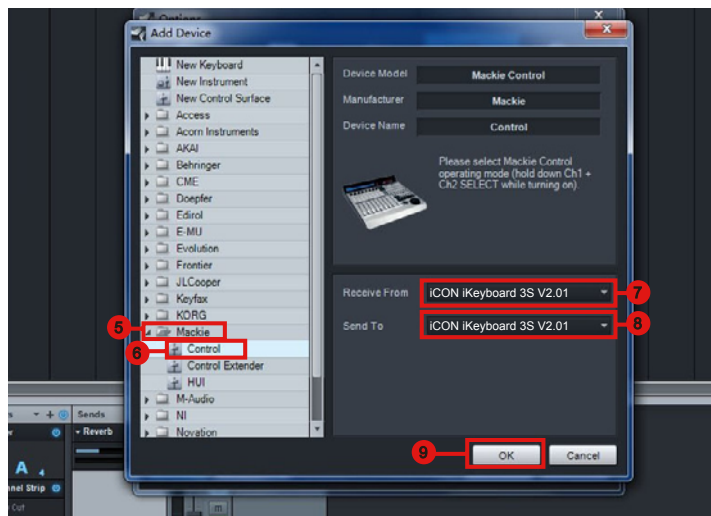 Options
Add Device
New Keyboard
New Instrument
New Control Surface
Access
Acorn Instruments
AKAI
Behringer
CME
Doepfer
Edirol
E-MU
Evolution
Frontier
JLCooper
Keyfax
KORG
5
Mackie
6
Control
Control Extender
HUI
M-Audio
NI
Novation
Device Model
Mackie Control
Manufacturer
Mackie
Device Name
Control
Please select Mackie Control
operating mode (hold down Ch1 +
Ch2 SELECT while turning on).
Receive From
iCON iKeyboard 3S V2.01
7
Send To
iCON iKeyboard 3S V2.01
8
9
OK
Cancel
Sends
Reverb
A 4
nnel Strip
Cut
m